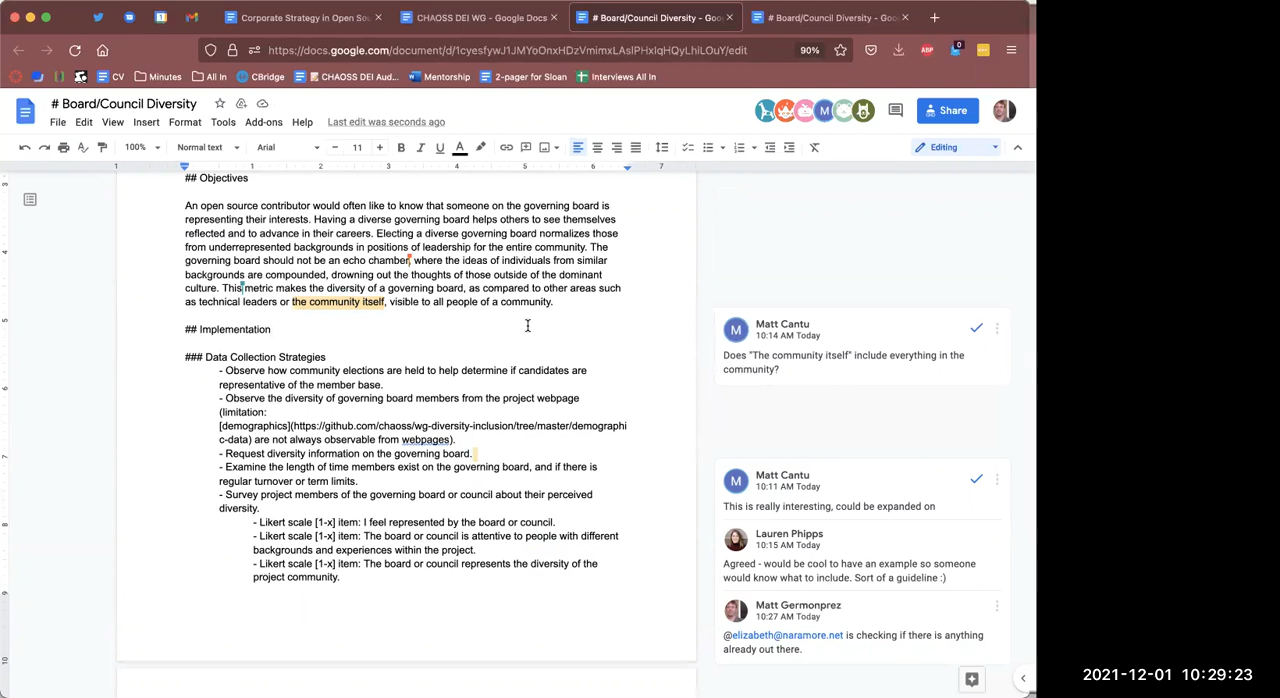 Corporate Strategy in Open So
CHAOSS DEI WG - Google Docs
# Board/Council Diversity - Goo
# Board/Council Diversity - Goo
https://docs.google.com/document/d/1cyesfywJ1JMYoOnxHDzVmimxLAslPHxIqHQyLhiLOuY/edit
90%
ABP
0
CV
Minutes
All In
CBridge
CHAOSS DEI Aud...
Mentorship
2-pager for Sloan
Interviews All In
# Board/Council Diversity
File Edit View Insert Format Tools Add-ons Help Last edit was seconds ago
M
Share
100% Normal text Arial 11 B I U A Editing
1 1 2 3 4 5 6 7
## Objectives
An open source contributor would often like to know that someone on the governing board is
representing their interests. Having a diverse governing board helps others to see themselves
reflected and to advance in their careers. Electing a diverse governing board normalizes those
from underrepresented backgrounds in positions of leadership for the entire community. The
governing board should not be an echo chamber, where the ideas of individuals from similar
backgrounds are compounded, drowning out the thoughts of those outside of the dominant
culture. This metric makes the diversity of a governing board, as compared to other areas such
as technical leaders or the community itself, visible to all people of a community.
## Implementation
### Data Collection Strategies
- Observe how community elections are held to help determine if candidates are
representative of the member base.
- Observe the diversity of governing board members from the project webpage
(limitation:
[demographics](https://github.com/chaoss/wg-diversity-inclusion/tree/master/demographi
c-data) are not always observable from webpages).
- Request diversity information on the governing board.
- Examine the length of time members exist on the governing board, and if there is
regular turnover or term limits.
- Survey project members of the governing board or council about their perceived
diversity.
- Likert scale [1-x] item: I feel represented by the board or council.
- Likert scale [1-x] item: The board or council is attentive to people with different
backgrounds and experiences within the project.
- Likert scale [1-x] item: The board or council represents the diversity of the
project community.
M
Matt Cantu
10:14 AM Today
Does "The community itself" include everything in the
community?
M
Matt Cantu
10:11 AM Today
This is really interesting, could be expanded on
Lauren Phipps
10:15 AM Today
Agreed - would be cool to have an example so someone
would know what to include. Sort of a guideline :)
Matt Germonprez
10:27 AM Today
@elizabeth@naramore.net is checking if there is anything
already out there.
2021-12-01 10:29:23